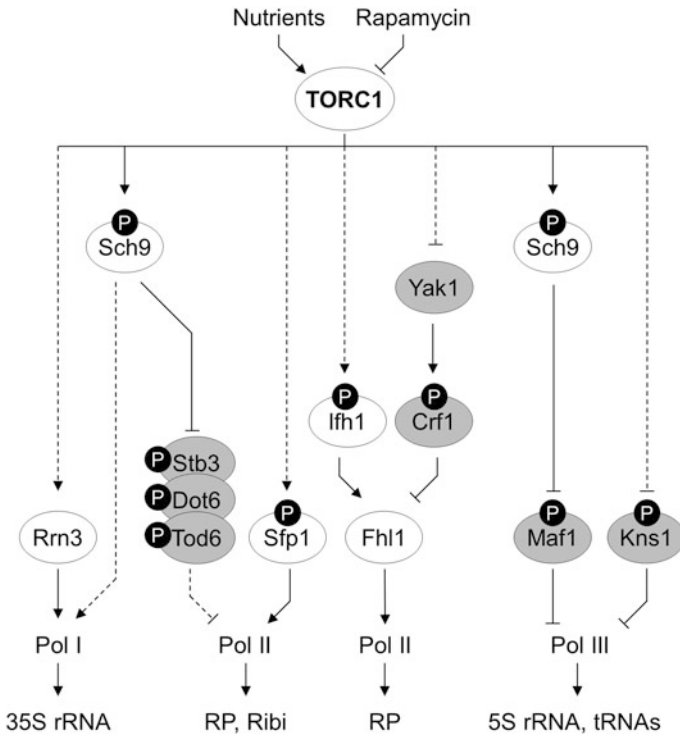 Nutrients Rapamycin
TORC1
P P
Sch9 Sch9
Yak1
P P
Ifh1 Crf1
P Stb3
P Dot6
P P P
P Tod6
Rrn3 Sfp1 Fhl1 Maf1 Kns1
Pol I Pol II Pol II Pol III
35S rRNA RP, Ribi RP 5S rRNA, tRNAs